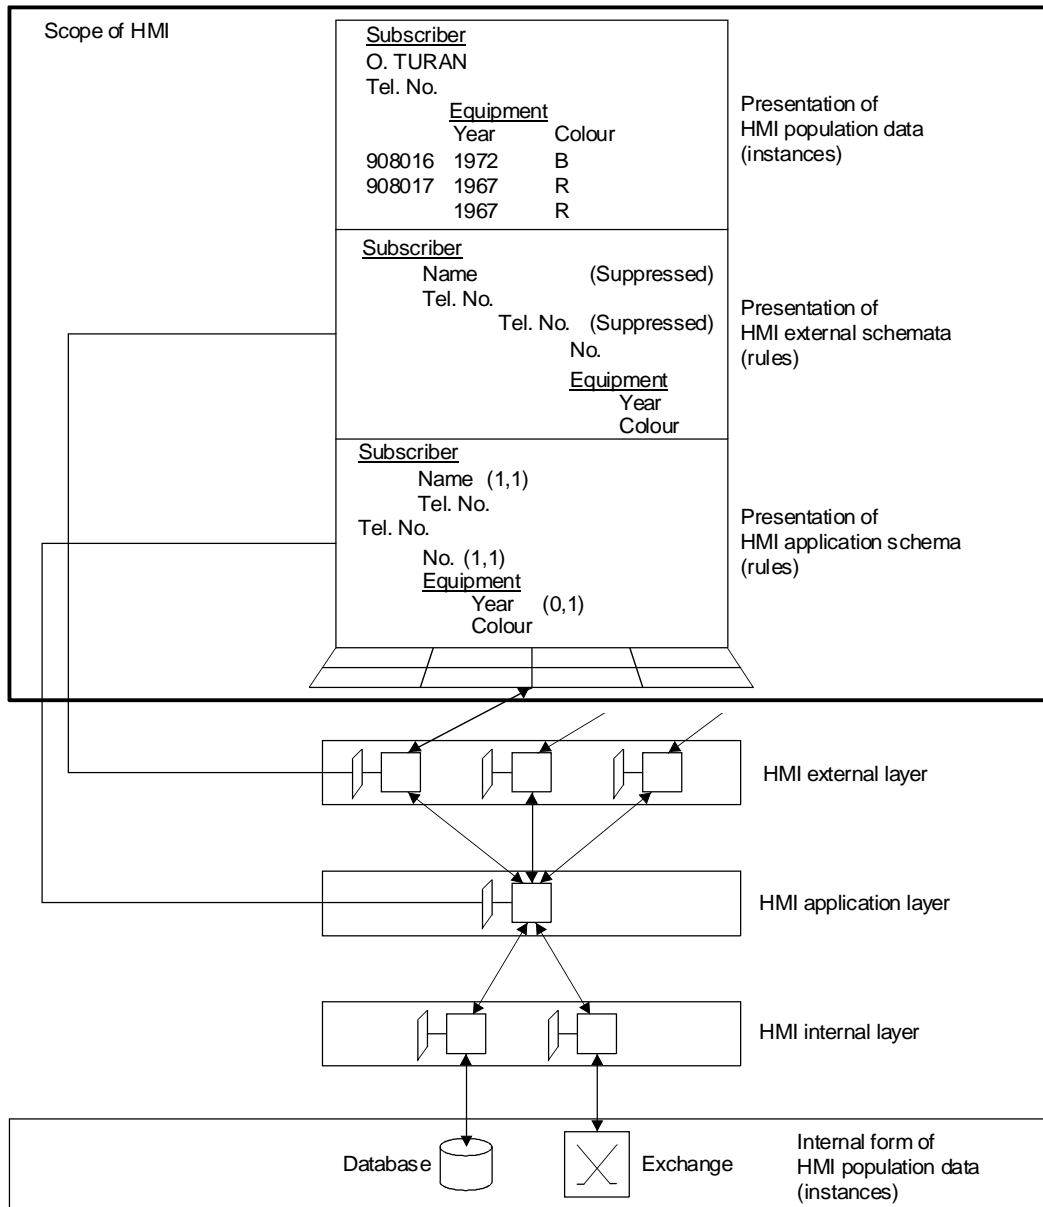 Scope of HMI
Subscriber
O. TURAN
Tel. No.
Equipment
Year Colour
908016 1972 B
908017 1967 R
1967 R
Presentation of
HMI population data
(instances)
Subscriber
Name (Suppressed)
Tel. No.
Tel. No. (Suppressed)
No.
Equipment
Year
Colour
Presentation of
HMI external schemata
(rules)
Subscriber
Name (1,1)
Tel. No.
Tel. No.
No. (1,1)
Equipment
Year (0,1)
Colour
Presentation of
HMI application schema
(rules)
HMI external layer
HMI application layer
HMI internal layer
Database
Exchange
Internal form of
HMI population data
(instances)